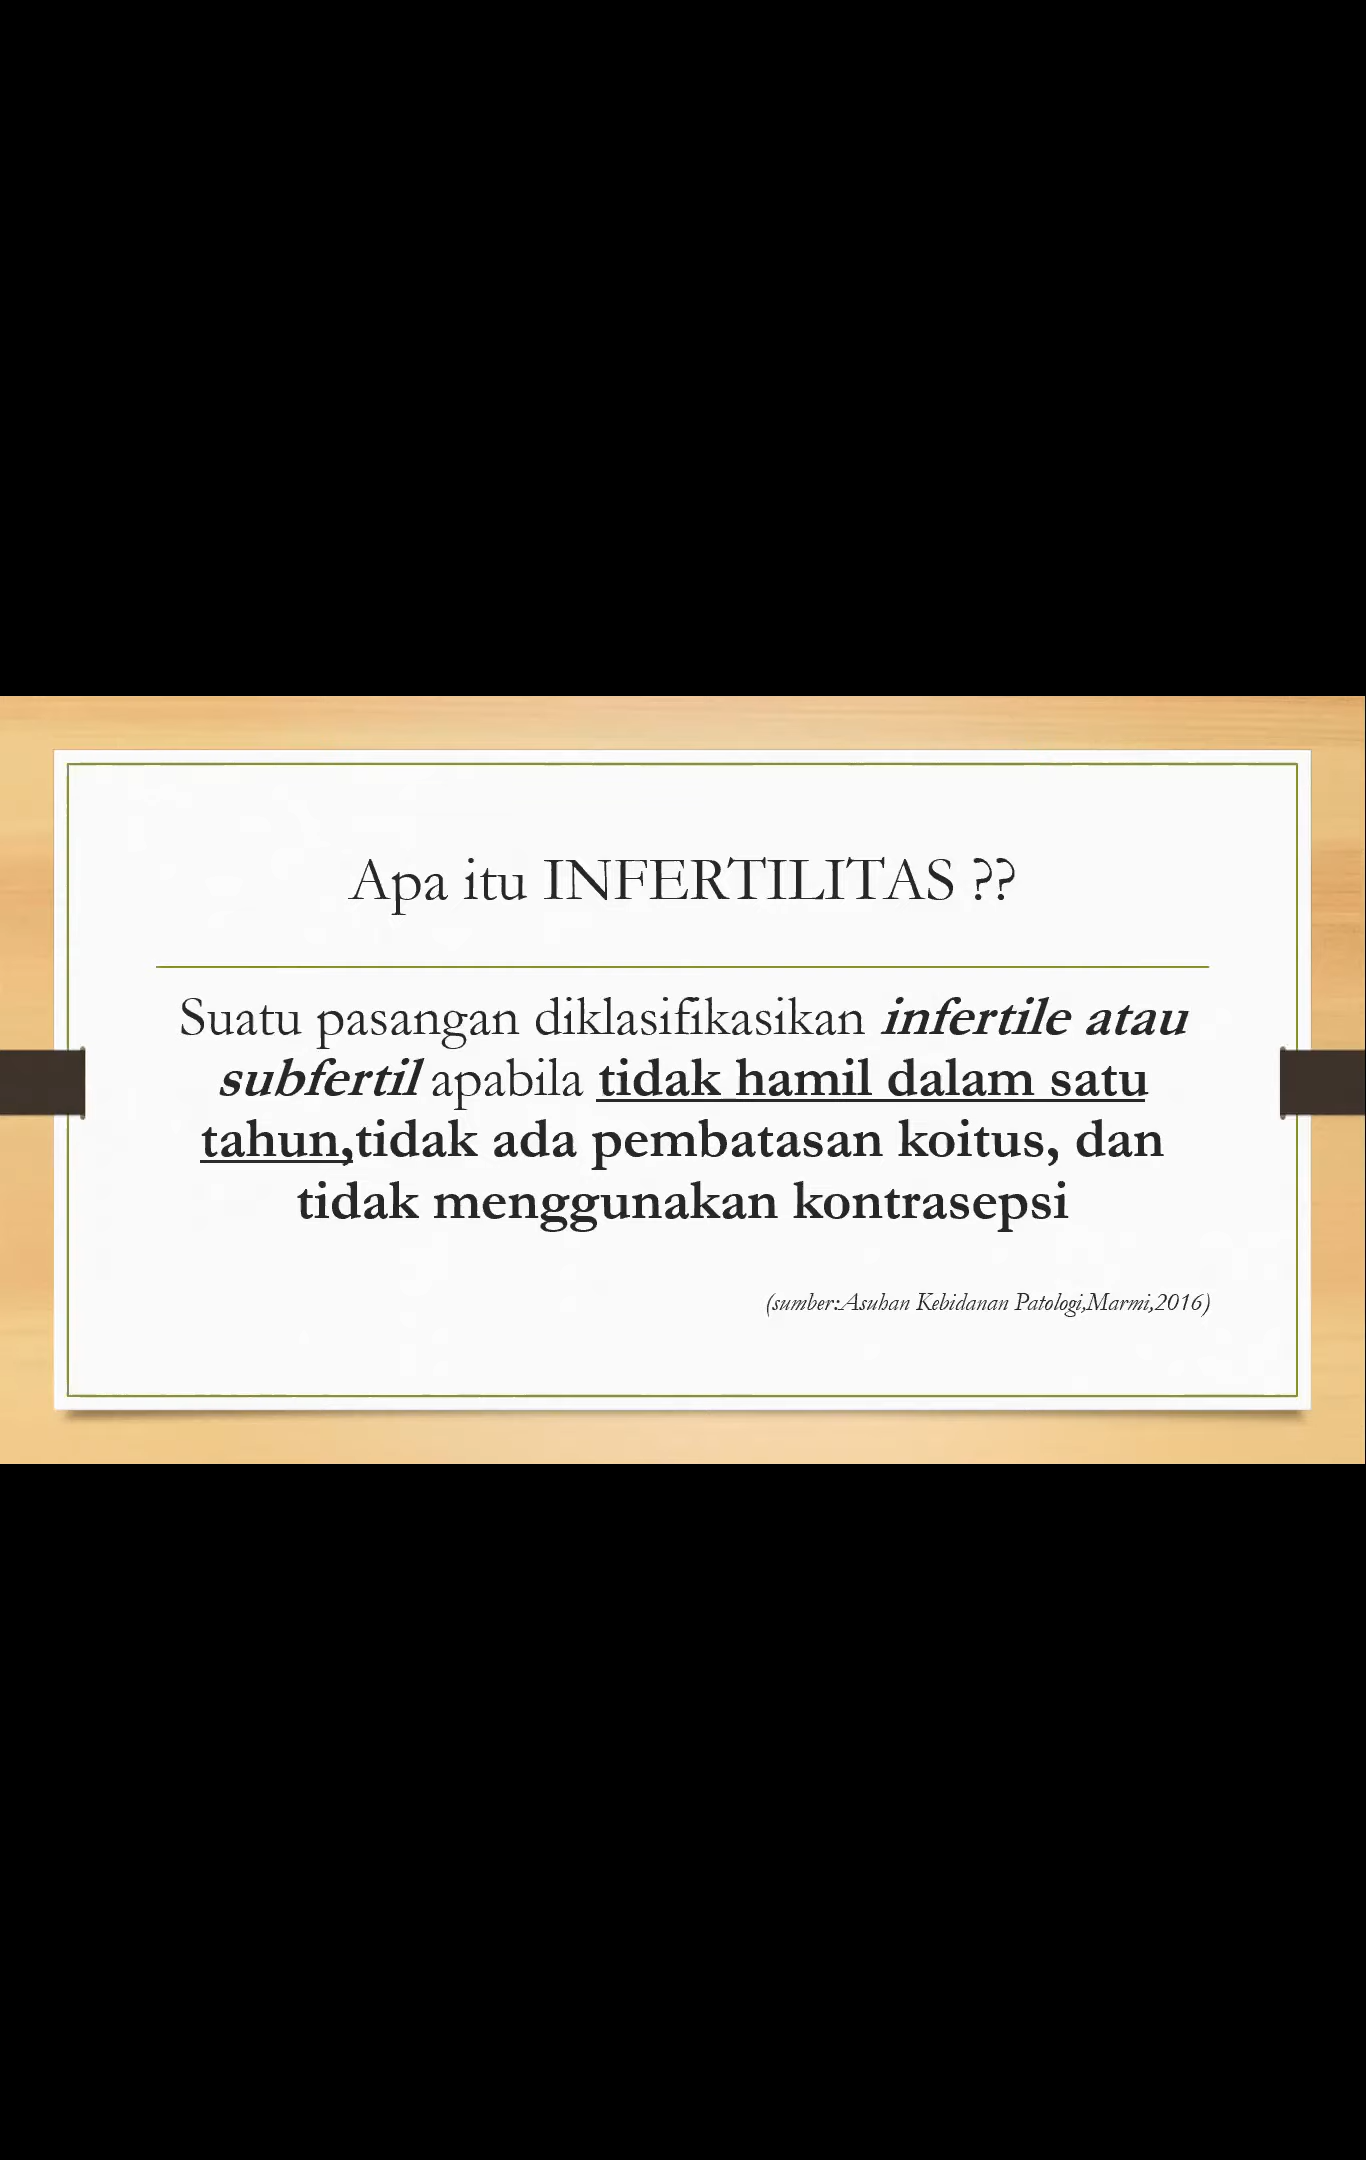 Apa itu INFERTILITAS ??
Suatu pasangan diklasifikasikan infertile atau
subfertil apabila tidak hamil dalam satu
tahun,tidak ada pembatasan koitus, dan
tidak menggunakan kontrasepsi
(sumber:Asuhan Kebidanan Patologi,Marmi,2016)